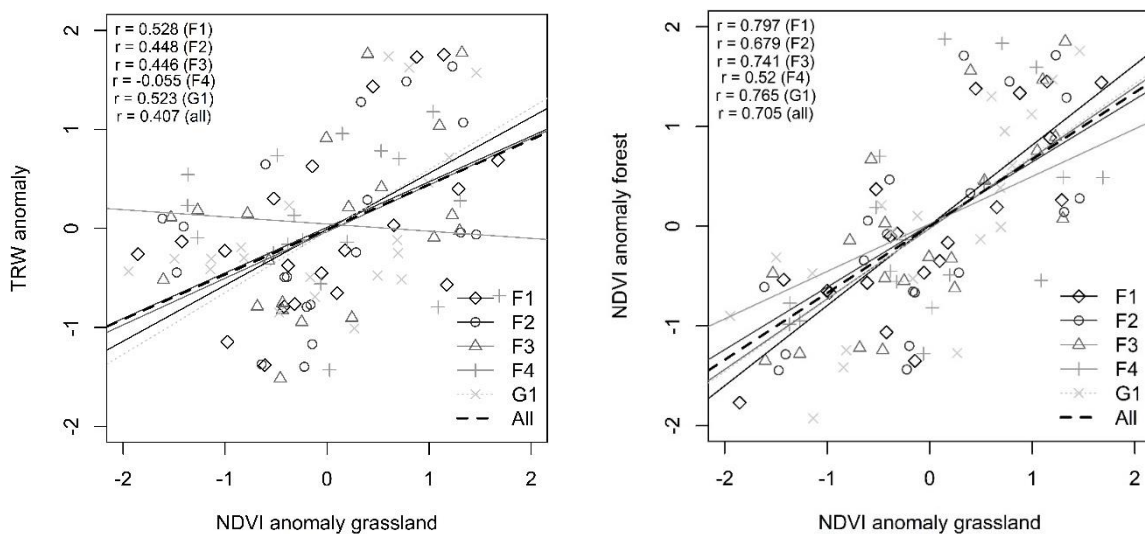 r = 0.528 (F1)
r = 0.448 (F2)
r = 0.446 (F3)
r = -0.055 (F4)
r = 0.523 (G1)
r = 0.407 (all)
2
1
0
-1
-2
TRW anomaly
F1
F2
F3
F4
G1
All
-2 -1 0 1 2
NDVI anomaly grassland
r = 0.797 (F1)
r = 0.679 (F2)
r = 0.741 (F3)
r = 0.52 (F4)
r = 0.765 (G1)
r = 0.705 (all)
2
1
0
-1
-2
NDVI anomaly forest
F1
F2
F3
F4
G1
All
-2 -1 0 1 2
NDVI anomaly grassland